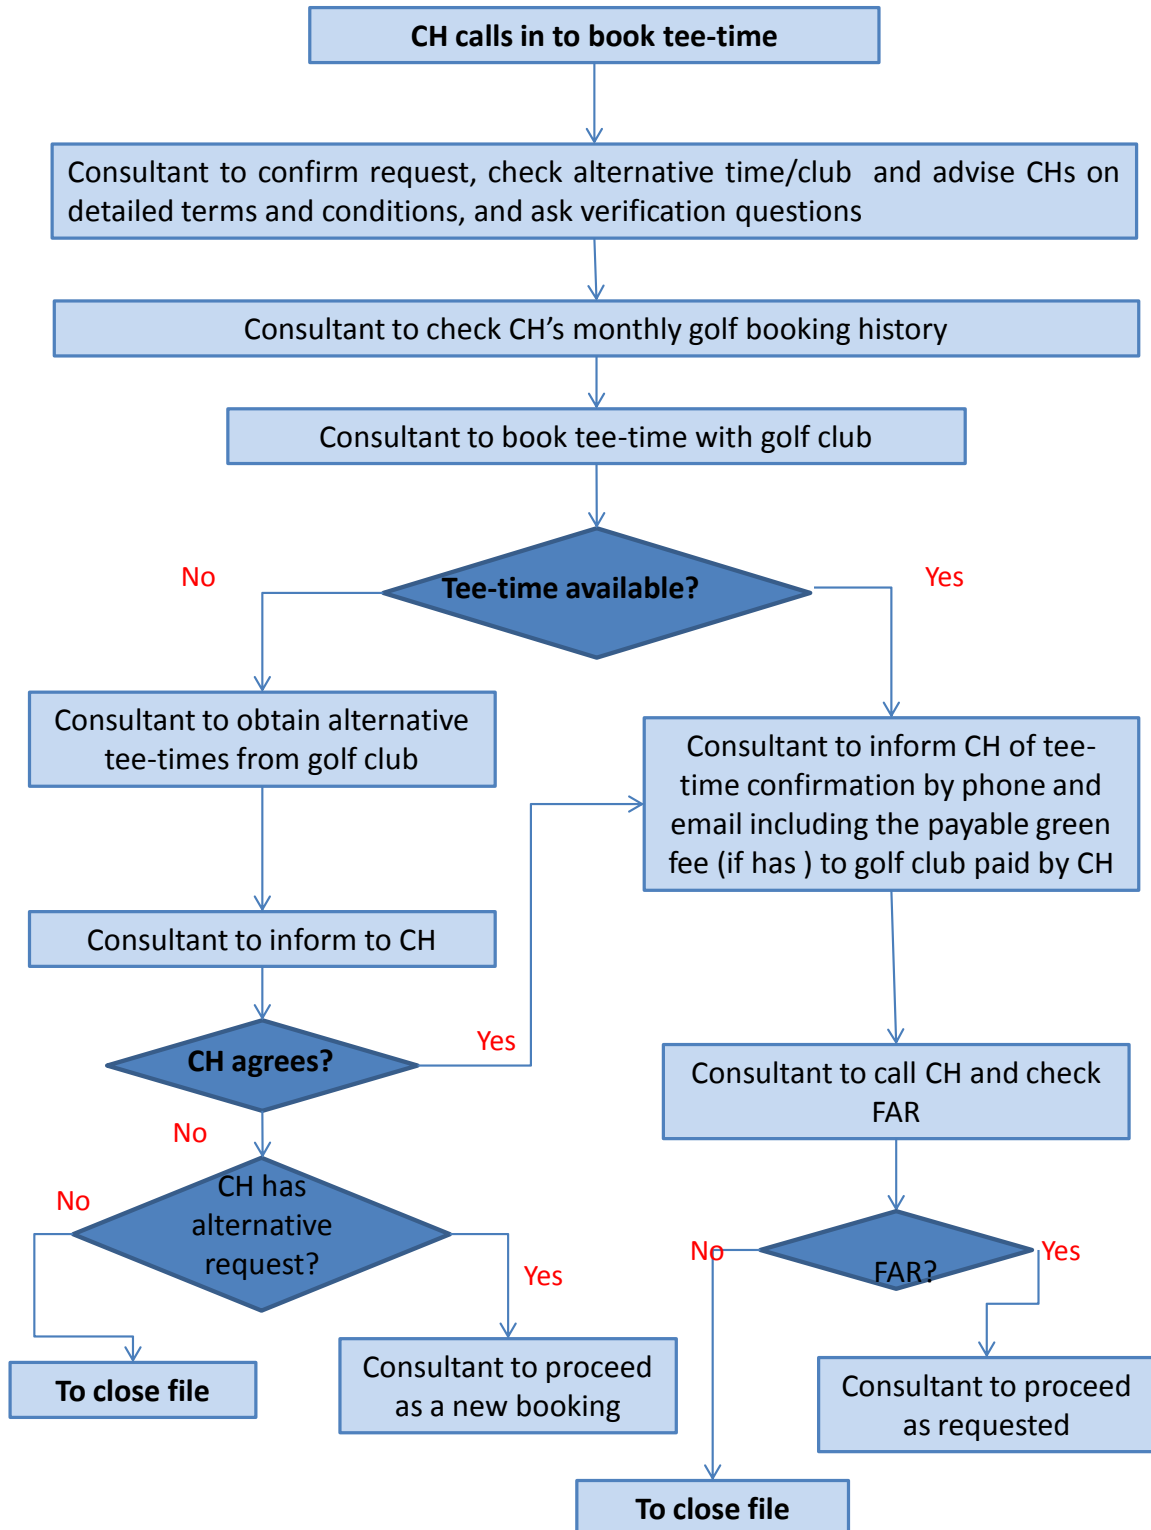 CH calls in to book tee-time
Consultant to confirm request, check alternative time/club and advise CHs on
detailed terms and conditions, and ask verification questions
Consultant to check CH’s monthly golf booking history
Consultant to book tee-time with golf club
No
Tee-time available?
Yes
Consultant to obtain alternative
tee-times from golf club
Consultant to inform CH of tee-
time confirmation by phone and
email including the payable green
fee (if has ) to golf club paid by CH
Consultant to inform to CH
CH agrees?
Yes
Consultant to call CH and check
FAR
No
CH has
alternative
request?
No
Yes
No
FAR?
Yes
To close file
Consultant to proceed
as a new booking
Consultant to proceed
as requested
To close file